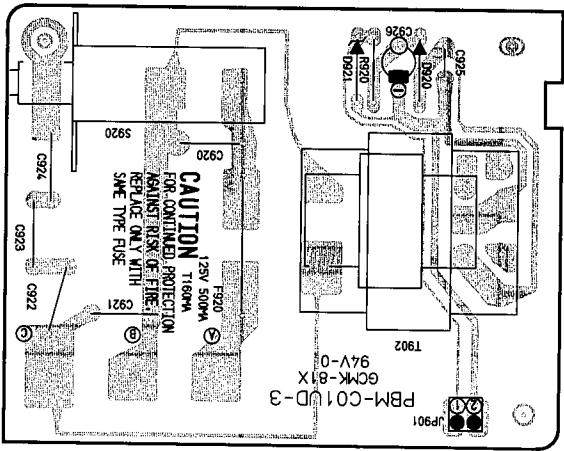 C926
D921
R920
D920
C925
S920
C920
C924
C923
C922
C921
CAUTION
FOR CONTINUED PROTECTION
AGAINST RISK OF FIRE,
REPLACE ONLY WITH
SAME TYPE FUSE
F920
125V 500MA
T160MA
A
B
C
T902
PBM-C01UD-3
GCMK-81X
94V-0
JP901
1
2